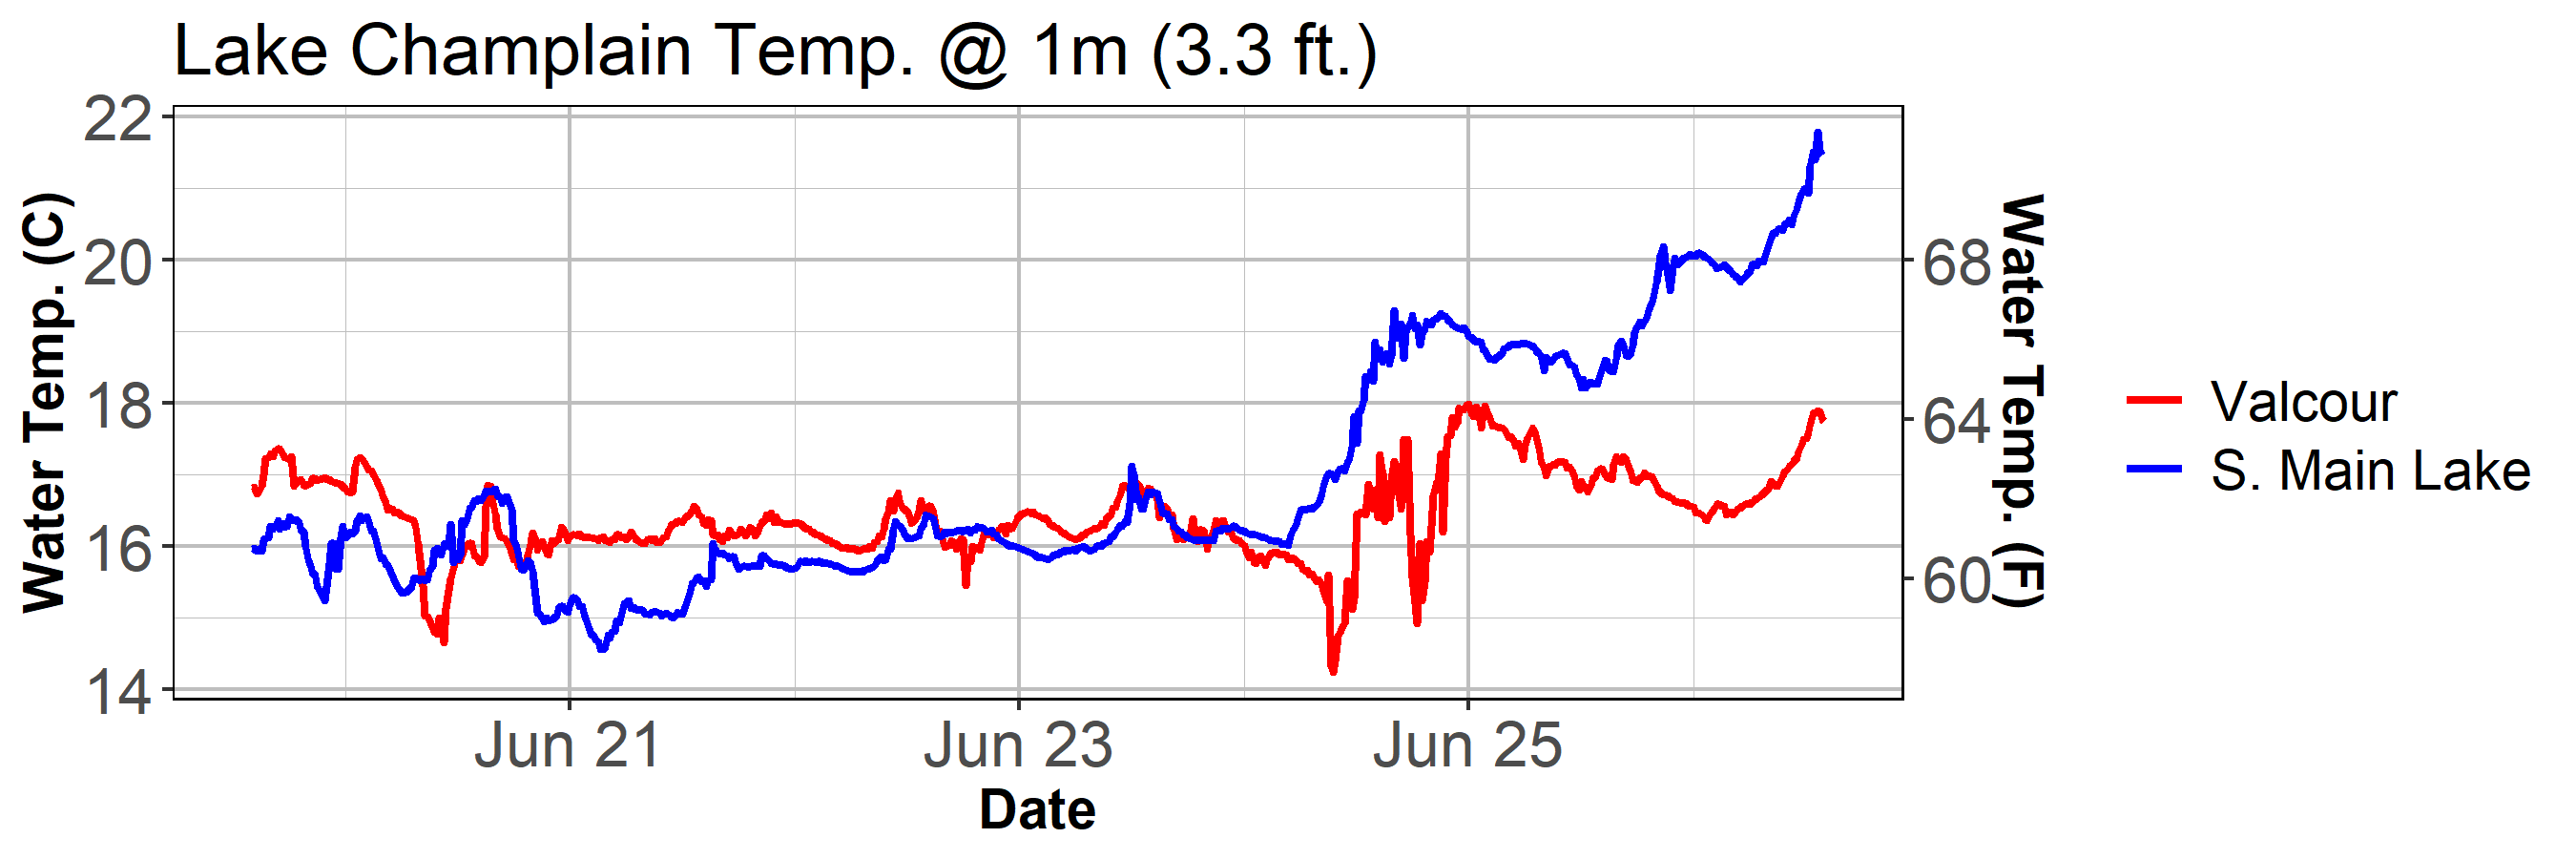 Lake Champlain Temp. @ 1m (3.3 ft.)
Water Temp. (C)
22
20
18
16
14
68
64
60
Water Temp. (F)
Jun 21
Jun 23
Jun 25
Date
Valcour
S. Main Lake